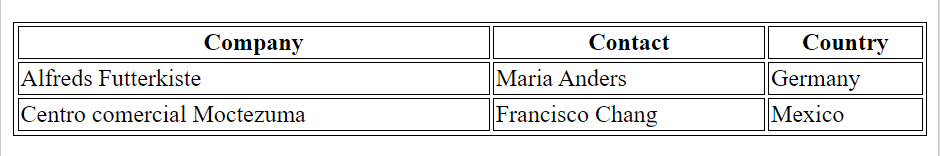 Company Contact Country
Alfreds Futterkiste Maria Anders Germany
Centro comercial Moctezuma Francisco Chang Mexico